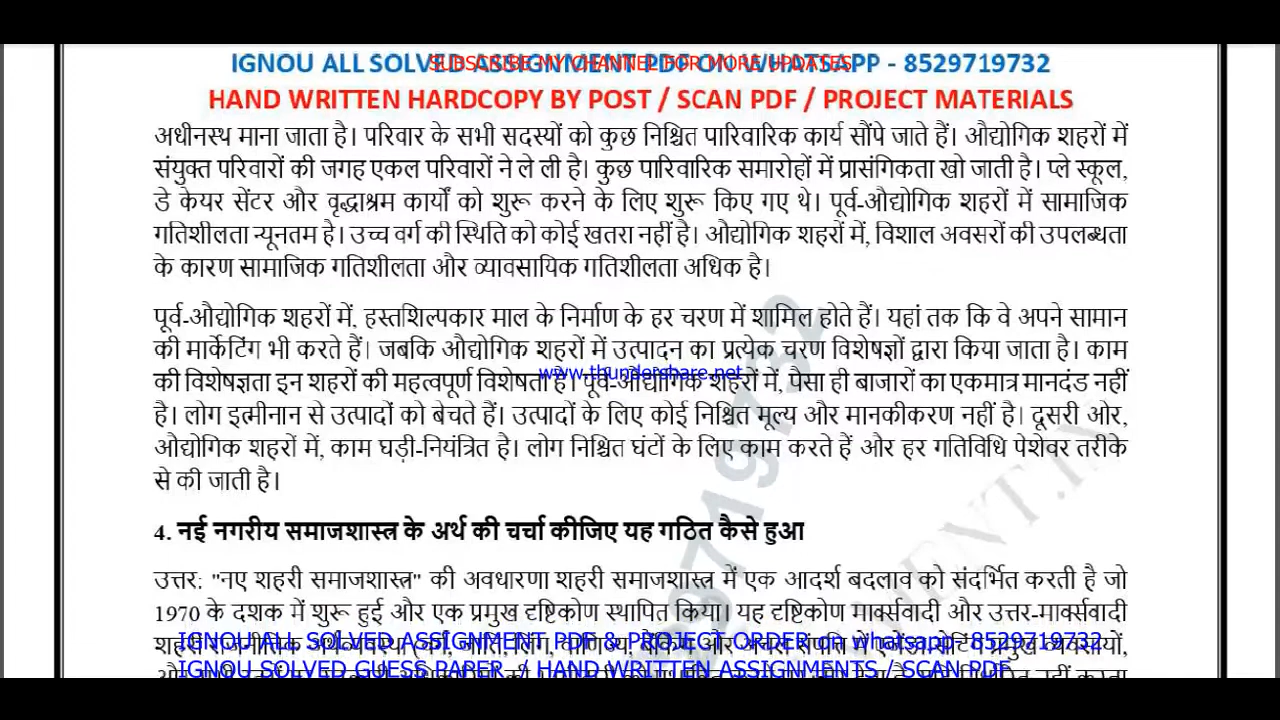 IGNOU ALL SOLVED ASSIGNMENT PDF ON WHATSAPP - 8529719732
SUBSCRIBE MY CHANNEL FOR MORE UPDATES
HAND WRITTEN HARDCOPY BY POST / SCAN PDF / PROJECT MATERIALS
अधीनस्थ माना जाता है। परिवार के सभी सदस्यों को कुछ निश्चित पारिवारिक कार्य सौंपे जाते हैं। औद्योगिक शहरों में
संयुक्त परिवारों की जगह एकल परिवारों ने ले ली है। कुछ पारिवारिक समारोहों में प्रासंगिकता खो जाती है। प्ले स्कूल,
डे केयर सेंटर और वृद्धाश्रम कार्यों को शुरू करने के लिए शुरू किए गए थे। पूर्व-औद्योगिक शहरों में सामाजिक
गतिशीलता न्यूनतम है। उच्च वर्ग की स्थिति को कोई खतरा नहीं है। औद्योगिक शहरों में, विशाल अवसरों की उपलब्धता
के कारण सामाजिक गतिशीलता और व्यावसायिक गतिशीलता अधिक है।
पूर्व-औद्योगिक शहरों में, हस्तशिल्पकार माल के निर्माण के हर चरण में शामिल होते हैं। यहां तक कि वे अपने सामान
की मार्केटिंग भी करते हैं। जबकि औद्योगिक शहरों में उत्पादन का प्रत्येक चरण विशेषज्ञों द्वारा किया जाता है। काम
www.thundershare.net
की विशेषज्ञता इन शहरों की महत्वपूर्ण विशेषता है। पूर्व-औद्योगिक शहरों में, पैसा ही बाजारों का एकमात्र मानदंड नहीं
है। लोग इत्मीनान से उत्पादों को बेचते हैं। उत्पादों के लिए कोई निश्चित मूल्य और मानकीकरण नहीं है। दूसरी ओर,
औद्योगिक शहरों में, काम घड़ी-नियंत्रित है। लोग निश्चित घंटों के लिए काम करते हैं और हर गतिविधि पेशेवर तरीके
से की जाती है।
4. नई नगरीय समाजशास्त्र के अर्थ की चर्चा कीजिए यह गठित कैसे हुआ
उत्तर: "नए शहरी समाजशास्त्र" की अवधारणा शहरी समाजशास्त्र में एक आदर्श बदलाव को संदर्भित करती है जो
1970 के दशक में शुरू हुई और एक प्रमुख दृष्टिकोण स्थापित किया। यह दृष्टिकोण मार्क्सवादी और उत्तर-मार्क्सवादी
IGNOU ALL SOLVED ASSIGNMENT PDF & PROJECT ORDER on whatsapp- 8529719732
IGNOU SOLVED GUESS PAPER / HAND WRITTEN ASSIGNMENTS / SCAN PDF